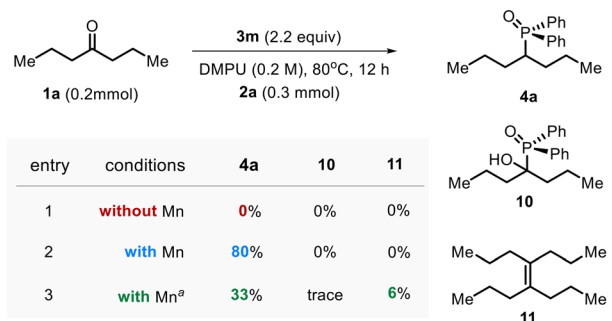 O
Me
Me
1a (0.2mmol)
3m (2.2 equiv)
DMPU (0.2 M), 80°C, 12 h
2a (0.3 mmol)
O
P
Ph
Ph
Me
Me
4a
entry conditions 4a 10 11
1 without Mn 0% 0% 0%
2 with Mn 80% 0% 0%
3 with Mnᵃ 33% trace 6%
O
P
Ph
Ph
HO
Me
Me
10
Me
Me
Me
Me
11